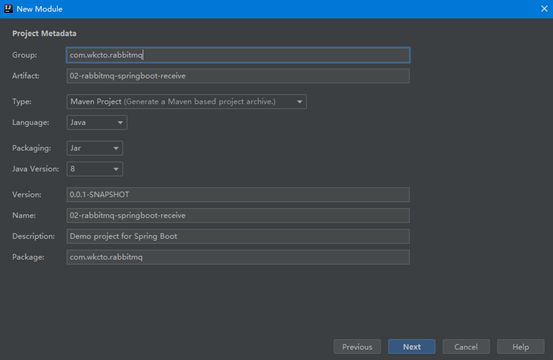 New Module
Project Metadata
Group: com.wkcto.rabbitmq
Artifact: 02-rabbitmq-springboot-receive
Type: Maven Project (Generate a Maven based project archive.)
Language: Java
Packaging: Jar
Java Version: 8
Version: 0.0.1-SNAPSHOT
Name: 02-rabbitmq-springboot-receive
Description: Demo project for Spring Boot
Package: com.wkcto.rabbitmq
Previous Next Cancel Help